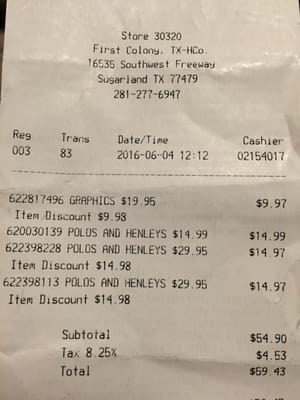 Store 30320
First Colony, TX-HCo.
16535 Southwest Freeway
Sugarland TX 77479
281-277-6947
Reg Trans Date/Time Cashier
003 83 2016-06-04 12:12 02154017
622817496 GRAPHICS $19.95 $9.97
Item Discount $9.98
620030139 POLOS AND HENLEYS $14.99 $14.99
622398228 POLOS AND HENLEYS $29.95 $14.97
Item Discount $14.98
622398113 POLOS AND HENLEYS $29.95 $14.97
Item Discount $14.98
Subtotal $54.90
Tax 8.25% $4.53
Total $59.43